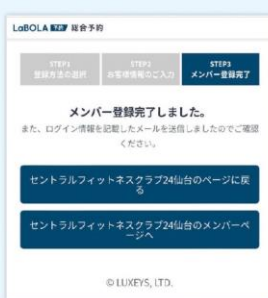 LaBOLA 予約 総合予約
STEP1
登録方法の選択
STEP2
お客様情報のご入力
STEP3
メンバー登録完了
メンバー登録完了しました。
また、ログイン情報を記載したメールを送信しましたのでご確認
ください。
セントラルフィットネスクラブ24仙台のページに戻
る
セントラルフィットネスクラブ24仙台のメンバーペ
ージへ
© LUXEYS, LTD.